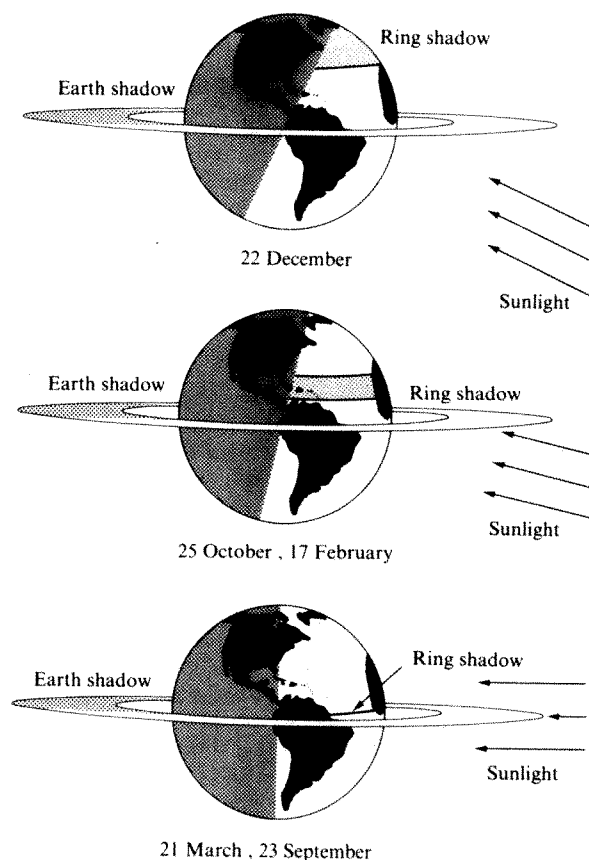 Ring shadow
Earth shadow
22 December
Sunlight
Earth shadow
Ring shadow
Sunlight
25 October , 17 February
Ring shadow
Earth shadow
Sunlight
21 March , 23 September